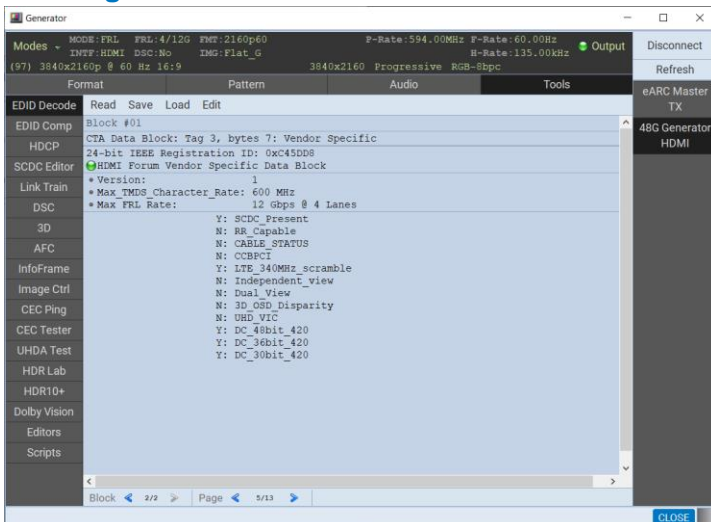 Generator
Modes MODE:FRL FRL:4/12G FMT:2160p60 P-Rate:594.00MHz F-Rate:60.00Hz Output Disconnect
INTF:HDMI DSC:No IMG:Flat_G H-Rate:135.00kHz
(97) 3840x2160p @ 60 Hz 16:9 3840x2160 Progressive RGB-8bpc Refresh
Format Pattern Audio Tools
eARC Master TX
48G Generator HDMI
EDID Decode
Read Save Load Edit
EDID Comp
HDCP
SCDC Editor
Link Train
DSC
3D
AFC
InfoFrame
Image Ctrl
CEC Ping
CEC Tester
UHDA Test
HDR Lab
HDR10+
Dolby Vision
Editors
Scripts
Block #01
CTA Data Block: Tag 3, bytes 7: Vendor Specific
24-bit IEEE Registration ID: 0xC45DD8
HDMI Forum Vendor Specific Data Block
* Version: 1
* Max_TMDS_Character_Rate: 600 MHz
* Max FRL Rate: 12 Gbps @ 4 Lanes
Y: SCDC_Present
N: RR_Capable
N: CABLE_STATUS
N: CCBPCI
Y: LTE_340MHz_scramble
N: Independent_view
N: Dual_View
N: 3D_OSD_Disparity
N: UHD_VIC
Y: DC_48bit_420
Y: DC_36bit_420
Y: DC_30bit_420
Block 2/2 Page 5/13
CLOSE